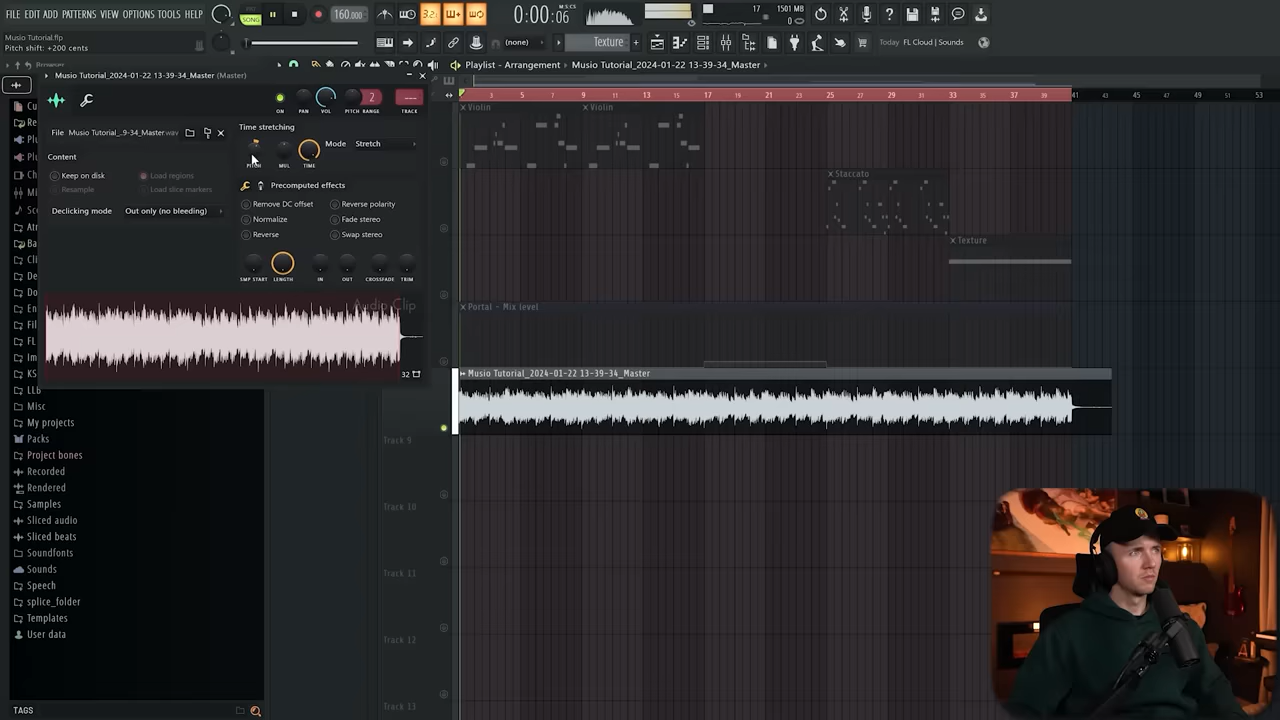 FILE EDIT ADD PATTERNS VIEW OPTIONS TOOLS
SONG
160.000
3.2.
0:00:06
M:S:CS
17
1501 MB
0
Musio Tutorial.flp
Pitch shift: +200 cents
(none)
Texture
Today FL Cloud | Sounds
Musio Tutorial_2024-01-22 13-39-34_Master (Master)
Playlist - Arrangement Musio Tutorial_2024-01-22 13-39-34_Master
ON PAN VOL PITCH RANGE 2 --- TRACK
File Musio Tutorial_..9-34_Master.wav
Time stretching
PITCH MUL TIME
Mode Stretch
Content
Keep on disk Load regions
Resample Load slice markers
Declicking mode Out only (no bleeding)
Precomputed effects
Remove DC offset Reverse polarity
Normalize Fade stereo
Reverse Swap stereo
SMP START LENGTH IN OUT CROSSFADE TRIM
Audio Clip
32
3 5 7 9 11 13 15 17 19 21 23 25 27 29 31 33 35 37 39 41 43 45 47 49 51 53
Violin Violin
Staccato
Texture
Portal - Mix level
Musio Tutorial_2024-01-22 13-39-34_Master
Track 9
Track 10
Track 11
Track 12
Track 13
Misc
My projects
Packs
Project bones
Recorded
Rendered
Samples
Sliced audio
Sliced beats
Soundfonts
Sounds
Speech
splice_folder
Templates
User data
TAGS